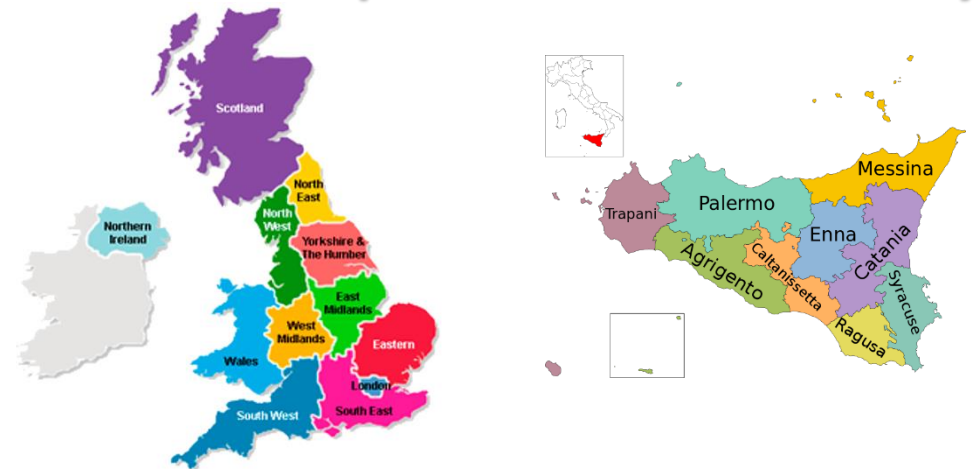 Scotland
North
East
North
West
Northern
Ireland
Yorkshire &
The Humber
East
Midlands
West
Midlands
Eastern
Wales
London
South West
South East
Messina
Palermo
Trapani
Enna
Catania
Agrigento
Caltanissetta
Syracuse
Ragusa